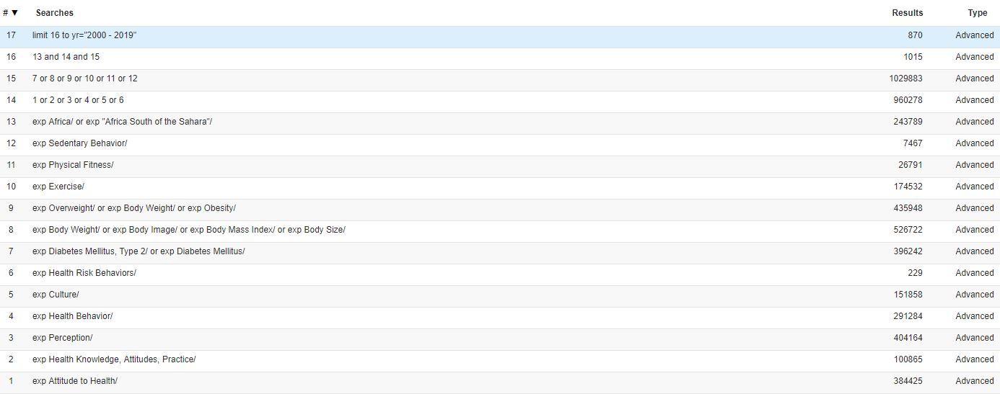 # ▼ Searches Results Type
17 limit 16 to yr="2000 - 2019" 870 Advanced
16 13 and 14 and 15 1015 Advanced
15 7 or 8 or 9 or 10 or 11 or 12 1029883 Advanced
14 1 or 2 or 3 or 4 or 5 or 6 960278 Advanced
13 exp Africa/ or exp "Africa South of the Sahara"/ 243789 Advanced
12 exp Sedentary Behavior/ 7467 Advanced
11 exp Physical Fitness/ 26791 Advanced
10 exp Exercise/ 174532 Advanced
9 exp Overweight/ or exp Body Weight/ or exp Obesity/ 435948 Advanced
8 exp Body Weight/ or exp Body Image/ or exp Body Mass Index/ or exp Body Size/ 526722 Advanced
7 exp Diabetes Mellitus, Type 2/ or exp Diabetes Mellitus/ 396242 Advanced
6 exp Health Risk Behaviors/ 229 Advanced
5 exp Culture/ 151858 Advanced
4 exp Health Behavior/ 291284 Advanced
3 exp Perception/ 404164 Advanced
2 exp Health Knowledge, Attitudes, Practice/ 100865 Advanced
1 exp Attitude to Health/ 384425 Advanced